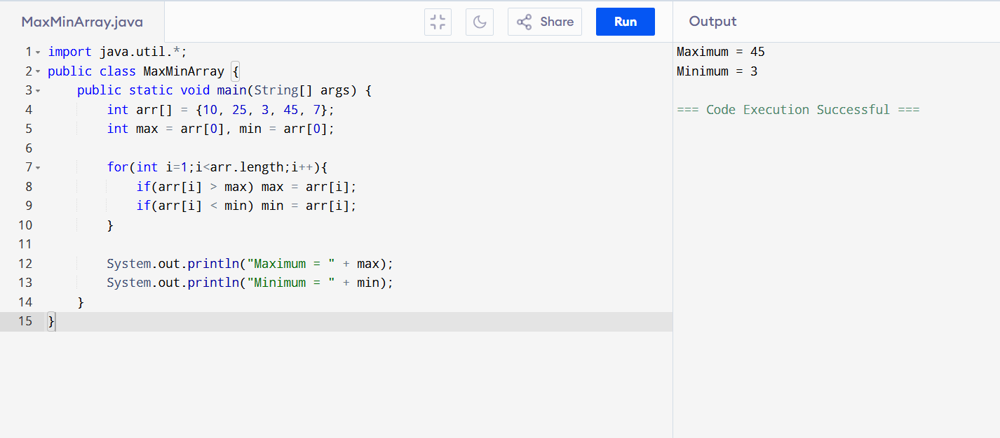 MaxMinArray.java
Share
Run
Output
1 import java.util.*;
2 public class MaxMinArray {
3     public static void main(String[] args) {
4         int arr[] = {10, 25, 3, 45, 7};
5         int max = arr[0], min = arr[0];
6
7         for(int i=1;i<arr.length;i++){
8             if(arr[i] > max) max = arr[i];
9             if(arr[i] < min) min = arr[i];
10         }
11
12         System.out.println("Maximum = " + max);
13         System.out.println("Minimum = " + min);
14     }
15 }
Maximum = 45
Minimum = 3
=== Code Execution Successful ===